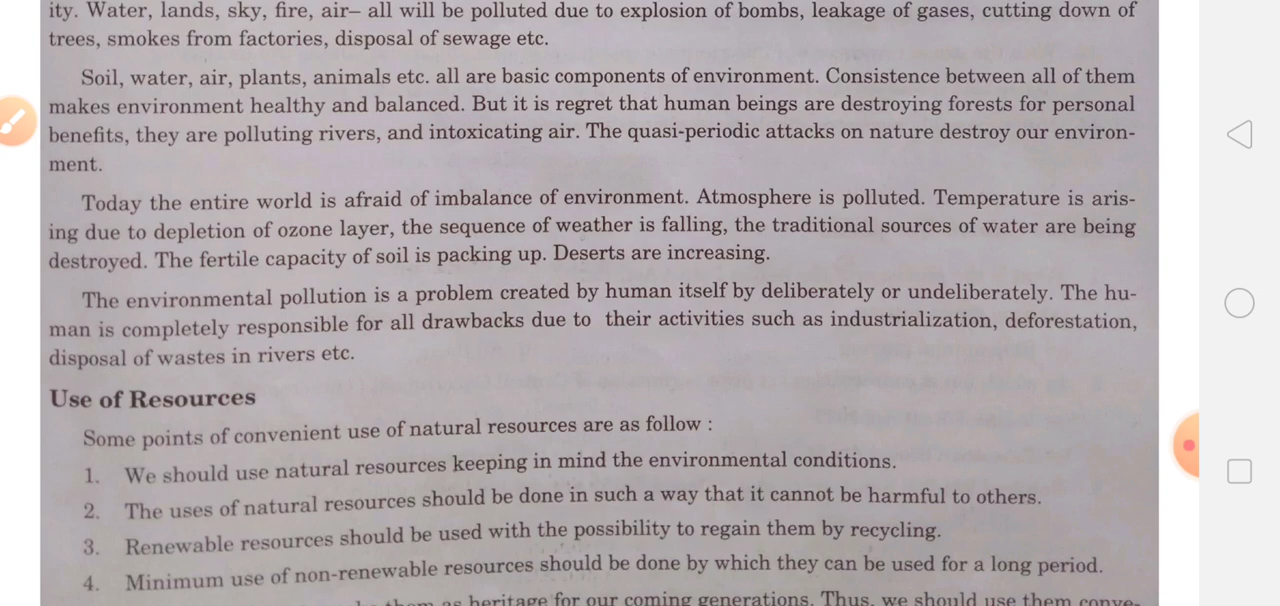 ity. Water, lands, sky, fire, air– all will be polluted due to explosion of bombs, leakage of gases, cutting down of
trees, smokes from factories, disposal of sewage etc.
Soil, water, air, plants, animals etc. all are basic components of environment. Consistence between all of them
makes environment healthy and balanced. But it is regret that human beings are destroying forests for personal
benefits, they are polluting rivers, and intoxicating air. The quasi-periodic attacks on nature destroy our environ-
ment.
Today the entire world is afraid of imbalance of environment. Atmosphere is polluted. Temperature is aris-
ing due to depletion of ozone layer, the sequence of weather is falling, the traditional sources of water are being
destroyed. The fertile capacity of soil is packing up. Deserts are increasing.
The environmental pollution is a problem created by human itself by deliberately or undeliberately. The hu-
man is completely responsible for all drawbacks due to their activities such as industrialization, deforestation,
disposal of wastes in rivers etc.
Use of Resources
Some points of convenient use of natural resources are as follow :
1. We should use natural resources keeping in mind the environmental conditions.
2. The uses of natural resources should be done in such a way that it cannot be harmful to others.
3. Renewable resources should be used with the possibility to regain them by recycling.
4. Minimum use of non-renewable resources should be done by which they can be used for a long period.
them as heritage for our coming generations. Thus, we should use them conve-